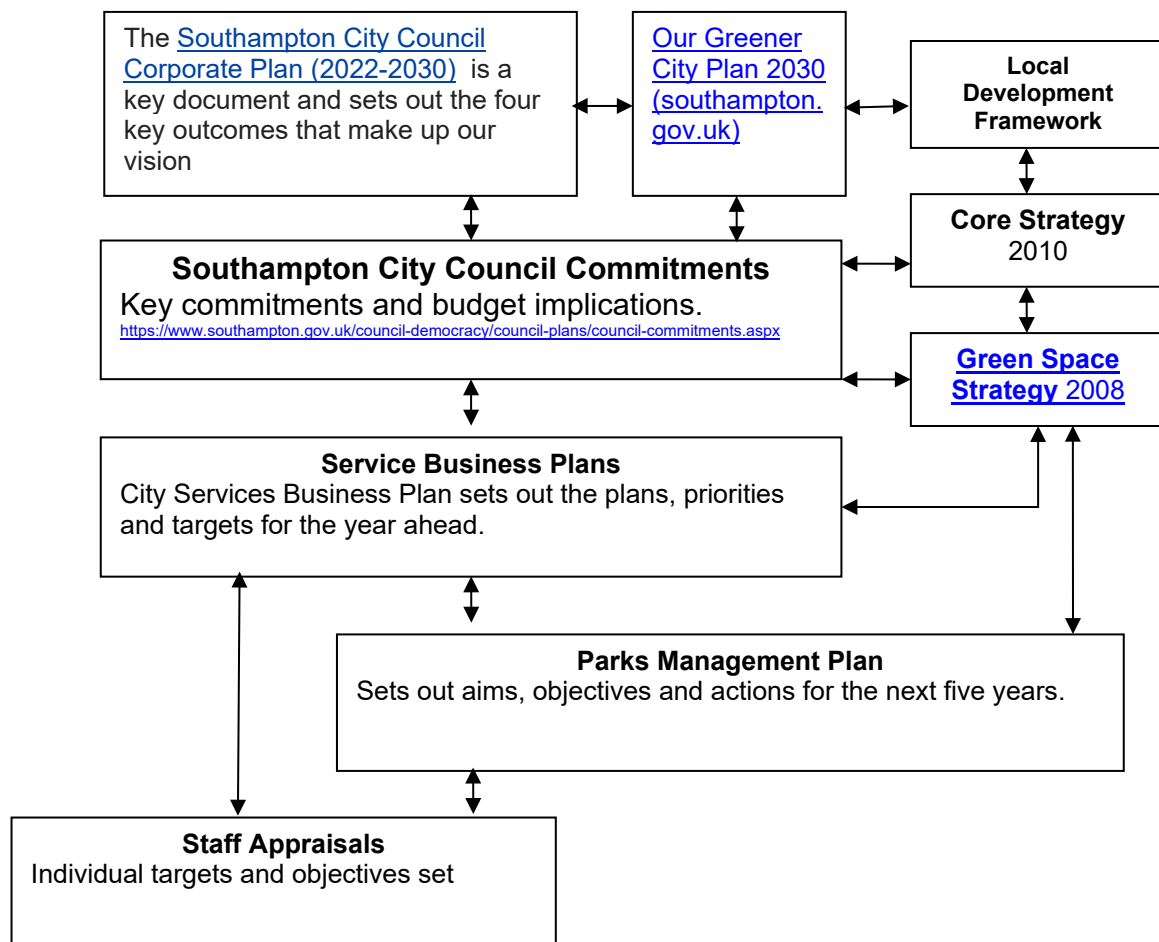 The Southampton City Council
Corporate Plan (2022-2030) is a
key document and sets out the four
key outcomes that make up our
vision
Our Greener
City Plan 2030
(southampton.
gov.uk)
Local
Development
Framework
Core Strategy
2010
Southampton City Council Commitments
Key commitments and budget implications.
https://www.southampton.gov.uk/council-democracy/council-plans/council-commitments.aspx
Green Space
Strategy 2008
Service Business Plans
City Services Business Plan sets out the plans, priorities
and targets for the year ahead.
Parks Management Plan
Sets out aims, objectives and actions for the next five years.
Staff Appraisals
Individual targets and objectives set